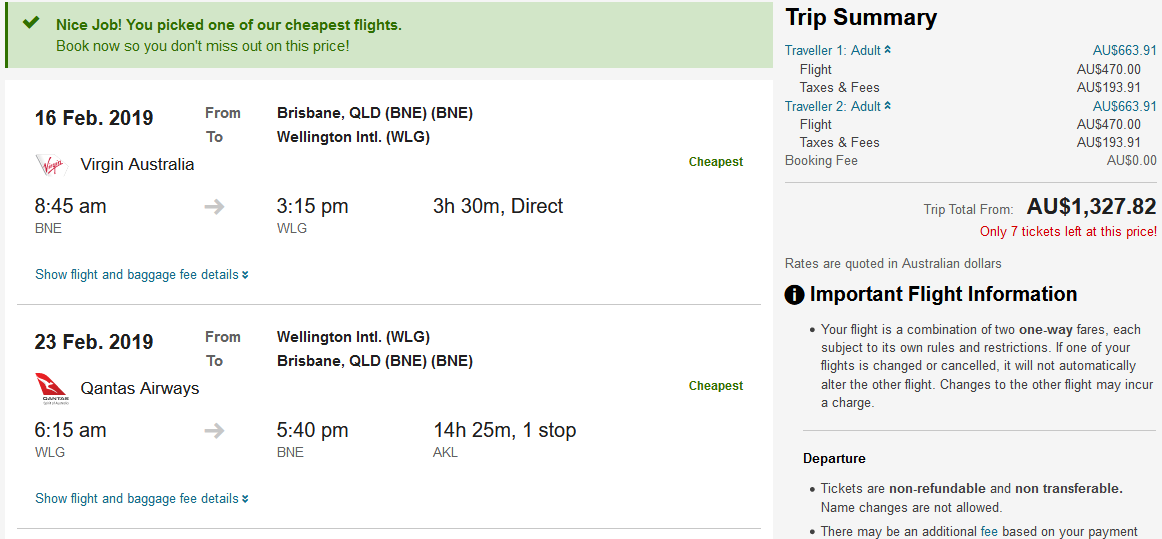 Nice Job! You picked one of our cheapest flights.
Book now so you don't miss out on this price!
16 Feb. 2019
From
Brisbane, QLD (BNE) (BNE)
To
Wellington Intl. (WLG)
Virgin
Virgin Australia
Cheapest
8:45 am
3:15 pm
3h 30m, Direct
BNE
WLG
Show flight and baggage fee details
23 Feb. 2019
From
Wellington Intl. (WLG)
To
Brisbane, QLD (BNE) (BNE)
QANTAS
Qantas Airways
Cheapest
6:15 am
5:40 pm
14h 25m, 1 stop
WLG
BNE
AKL
Show flight and baggage fee details
Trip Summary
Traveller 1: Adult AU$663.91
Flight AU$470.00
Taxes & Fees AU$193.91
Traveller 2: Adult AU$663.91
Flight AU$470.00
Taxes & Fees AU$193.91
Booking Fee AU$0.00
Trip Total From: AU$1,327.82
Only 7 tickets left at this price!
Rates are quoted in Australian dollars
Important Flight Information
• Your flight is a combination of two one-way fares, each
subject to its own rules and restrictions. If one of your
flights is changed or cancelled, it will not automatically
alter the other flight. Changes to the other flight may incur
a charge.
Departure
• Tickets are non-refundable and non transferable.
Name changes are not allowed.
• There may be an additional fee based on your payment